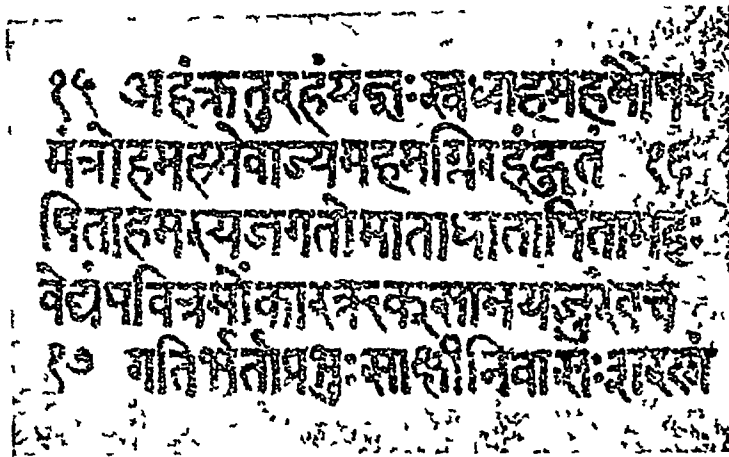 १५ अहंक्रतुरहंयज्ञःस्वधाहमहमौषधं
मंत्रोहमहमेवाज्यमहमग्निरहंहुतं १६
पिताहमस्यजगतोमाताधातापितामहः
वेद्यंपवित्रमोंकारऋक्सामयजुरेवच
१७ गतिर्भर्ताप्रभुःसाक्षीनिवासःशरणं